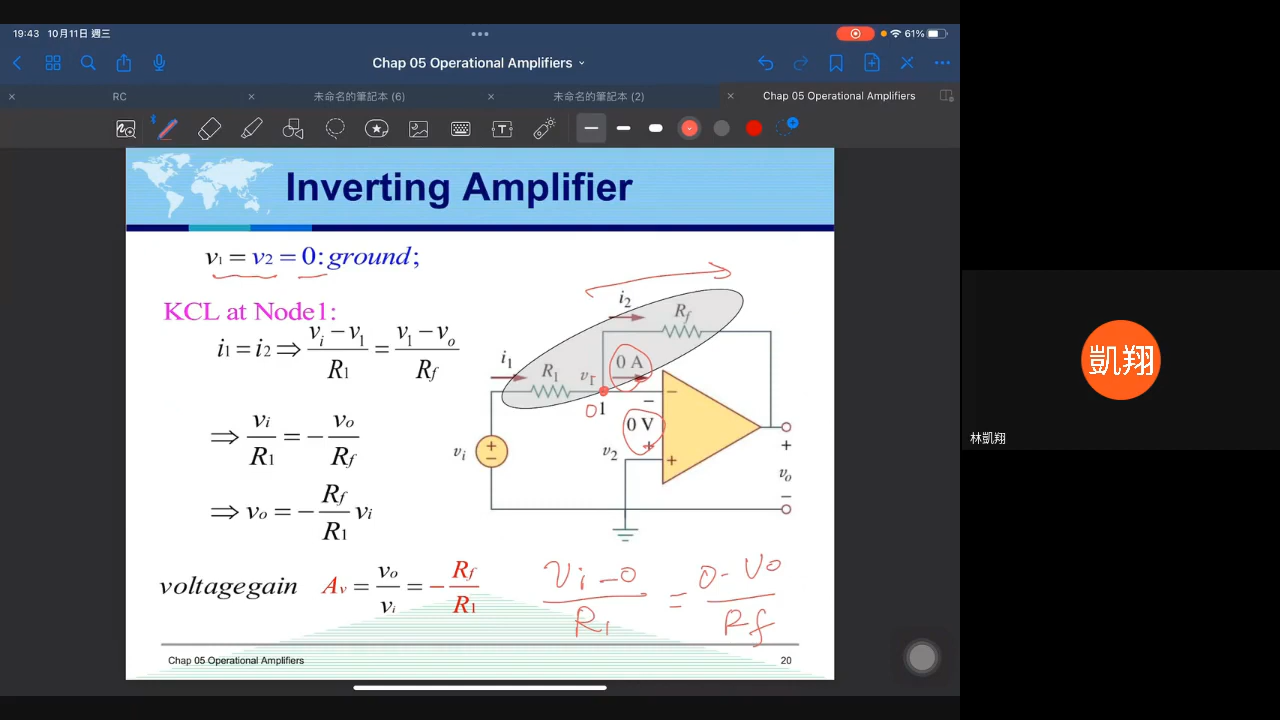 19:43 10月11日 週三
61%
Chap 05 Operational Amplifiers
RC
未命名的筆記本 (6)
未命名的筆記本 (2)
Chap 05 Operational Amplifiers
Inverting Amplifier
v1 = v2 = 0: ground;
KCL at Node1:
i1 = i2 ⇒ (vi − v1)/R1 = (v1 − vo)/Rf
⇒ vi/R1 = − vo/Rf
⇒ vo = − Rf/R1 vi
voltagegain Av = vo/vi = − Rf/R1
i2
Rf
i1
R1
v1
0 A
01
−
−
0 V
+
vi
+
−
v2
+
+
vo
−
(Vi - 0)/R1 = (0 - Vo)/Rf
Chap 05 Operational Amplifiers
20
凱翔
林凱翔